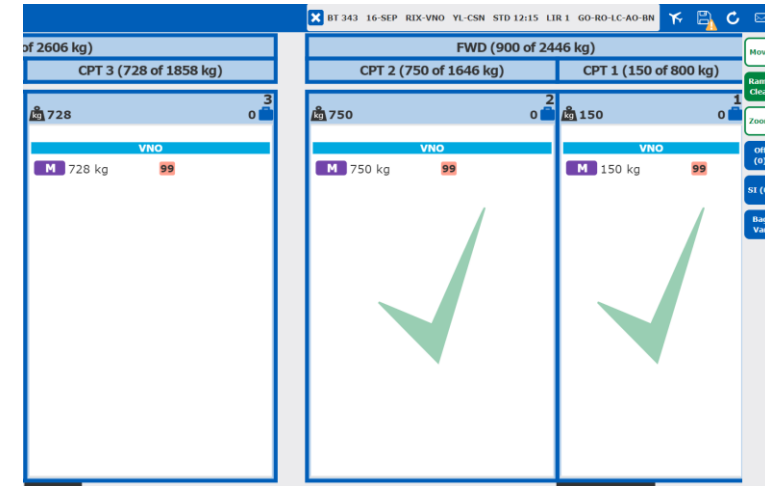 BT 343 16-SEP RIX-VNO YL-CSN STD 12:15 LIR 1 GO-RO-LC-AO-BN
of 2606 kg)
FWD (900 of 2446 kg)
CPT 3 (728 of 1858 kg)
CPT 2 (750 of 1646 kg)
CPT 1 (150 of 800 kg)
3
kg 728
0
VNO
M 728 kg 99
2
kg 750
0
VNO
M 750 kg 99
1
kg 150
0
VNO
M 150 kg 99
Mov
Ram
Clea
Zoo
Off
(0)
SI (
Ba
Va